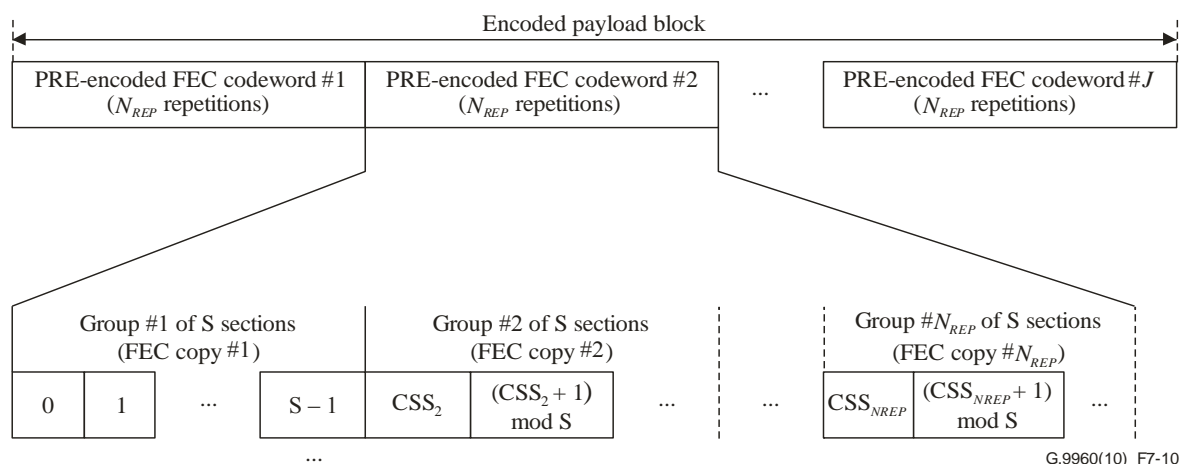 Encoded payload block
PRE-encoded FEC codeword #1
(N_REP repetitions)
PRE-encoded FEC codeword #2
(N_REP repetitions)
...
PRE-encoded FEC codeword #J
(N_REP repetitions)
Group #1 of S sections
(FEC copy #1)
Group #2 of S sections
(FEC copy #2)
Group #N_REP of S sections
(FEC copy #N_REP)
0
1
...
S – 1
CSS_2
(CSS_2 + 1)
mod S
...
...
CSS_NREP
(CSS_NREP + 1)
mod S
...
...
G.9960(10)_F7-10